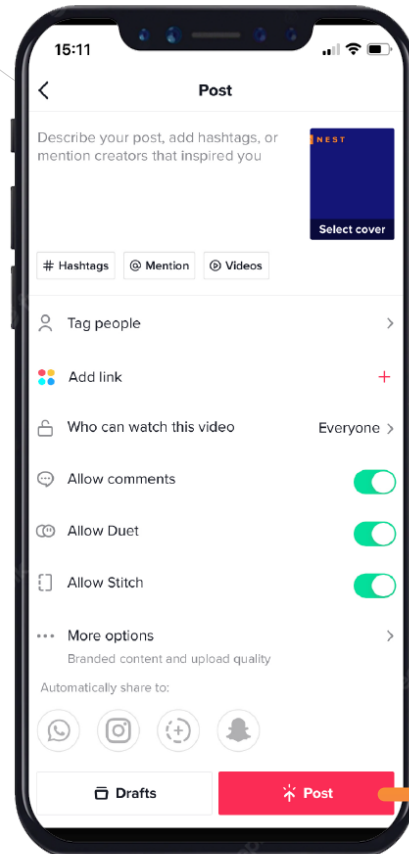 15:11
Post
Describe your post, add hashtags, or
mention creators that inspired you
NEST
Select cover
# Hashtags @ Mention Videos
Tag people
Add link
Who can watch this video Everyone
Allow comments
Allow Duet
Allow Stitch
More options
Branded content and upload quality
Automatically share to:
Drafts Post